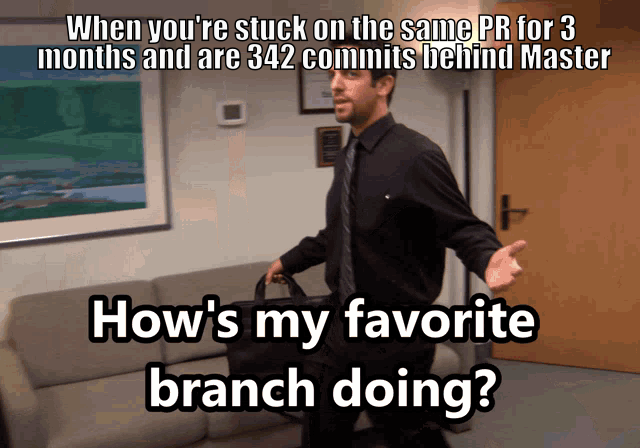 When you're stuck on the same PR for 3
months and are 342 commits behind Master
How's my favorite
branch doing?